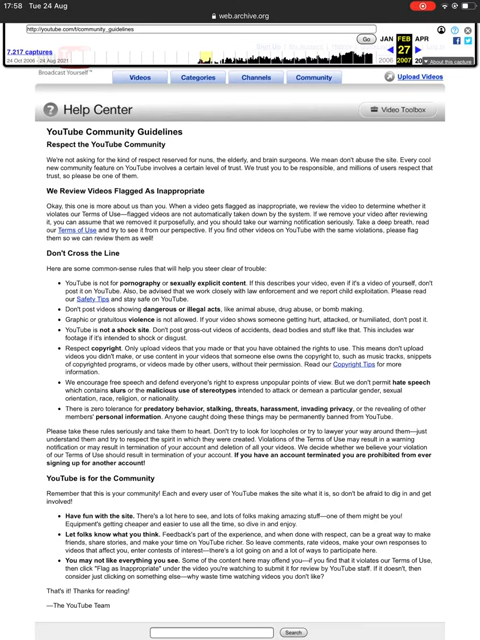 17:58 Tue 24 Aug
web.archive.org
http://youtube.com/t/community_guidelines
Go
JAN FEB APR
7,217 captures
27
24 Oct 2006 - 24 Aug 2021
2006 2007
About this capture
Broadcast Yourself™
Videos Categories Channels Community Upload Videos
Help Center
Video Toolbox
YouTube Community Guidelines
Respect the YouTube Community
We're not asking for the kind of respect reserved for nuns, the elderly, and brain surgeons. We mean don't abuse the site. Every cool
new community feature on YouTube involves a certain level of trust. We trust you to be responsible, and millions of users respect that
trust, so please be one of them.
We Review Videos Flagged As Inappropriate
Okay, this one is more about us than you. When a video gets flagged as inappropriate, we review the video to determine whether it
violates our Terms of Use—flagged videos are not automatically taken down by the system. If we remove your video after reviewing
it, you can assume that we removed it purposefully, and you should take our warning notification seriously. Take a deep breath, read
our Terms of Use and try to see it from our perspective. If you find other videos on YouTube with the same violations, please flag
them so we can review them as well!
Don't Cross the Line
Here are some common-sense rules that will help you steer clear of trouble:
• YouTube is not for pornography or sexually explicit content. If this describes your video, even if it's a video of yourself, don't
post it on YouTube. Also, be advised that we work closely with law enforcement and we report child exploitation. Please read
our Safety Tips and stay safe on YouTube.
• Don't post videos showing dangerous or illegal acts, like animal abuse, drug abuse, or bomb making.
• Graphic or gratuitous violence is not allowed. If your video shows someone getting hurt, attacked, or humiliated, don't post it.
• YouTube is not a shock site. Don't post gross-out videos of accidents, dead bodies and stuff like that. This includes war
footage if it's intended to shock or disgust.
• Respect copyright. Only upload videos that you made or that you have obtained the rights to use. This means don't upload
videos you didn't make, or use content in your videos that someone else owns the copyright to, such as music tracks, snippets
of copyrighted programs, or videos made by other users, without their permission. Read our Copyright Tips for more
information.
• We encourage free speech and defend everyone's right to express unpopular points of view. But we don't permit hate speech
which contains slurs or the malicious use of stereotypes intended to attack or demean a particular gender, sexual
orientation, race, religion, or nationality.
• There is zero tolerance for predatory behavior, stalking, threats, harassment, invading privacy, or the revealing of other
members' personal information. Anyone caught doing these things may be permanently banned from YouTube.
Please take these rules seriously and take them to heart. Don't try to look for loopholes or try to lawyer your way around them—just
understand them and try to respect the spirit in which they were created. Violations of the Terms of Use may result in a warning
notification or may result in termination of your account and deletion of all your videos. We decide whether we believe your violation
of our Terms of Use should result in termination of your account. If you have an account terminated you are prohibited from ever
signing up for another account!
YouTube is for the Community
Remember that this is your community! Each and every user of YouTube makes the site what it is, so don't be afraid to dig in and get
involved!
• Have fun with the site. There's a lot here to see, and lots of folks making amazing stuff—one of them might be you!
Equipment's getting cheaper and easier to use all the time, so dive in and enjoy.
• Let folks know what you think. Feedback's part of the experience, and when done with respect, can be a great way to make
friends, share stories, and make your time on YouTube richer. So leave comments, rate videos, make your own responses to
videos that affect you, enter contests of interest—there's a lot going on and a lot of ways to participate here.
• You may not like everything you see. Some of the content here may offend you—if you find that it violates our Terms of Use,
then click "Flag as Inappropriate" under the video you're watching to submit it for review by YouTube staff. If it doesn't, then
consider just clicking on something else—why waste time watching videos you don't like?
That's it! Thanks for reading!
—The YouTube Team
Search